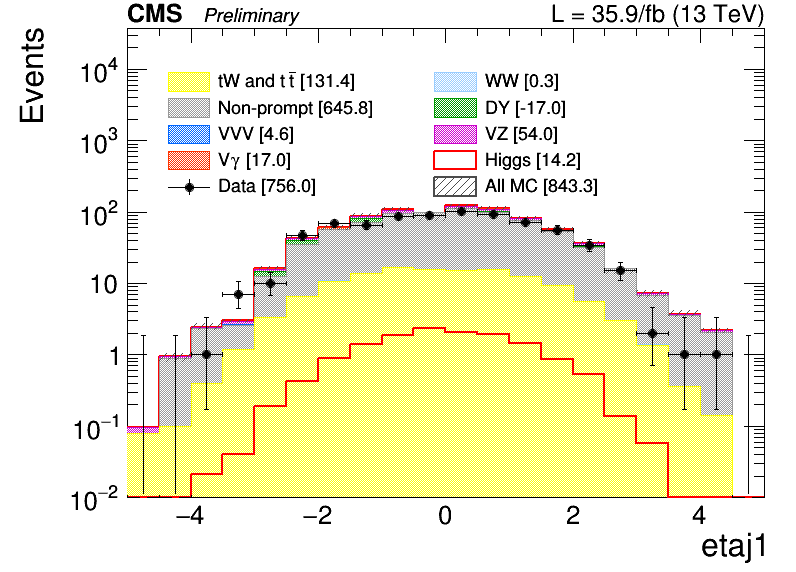 CMS Preliminary L = 35.9/fb (13 TeV)
Events
10⁴
10³
10²
10
1
10⁻¹
10⁻²
tW and tt̅ [131.4] WW [0.3]
Non-prompt [645.8] DY [-17.0]
VVV [4.6] VZ [54.0]
Vγ [17.0] Higgs [14.2]
Data [756.0] All MC [843.3]
−4 −2 0 2 4
etaj1